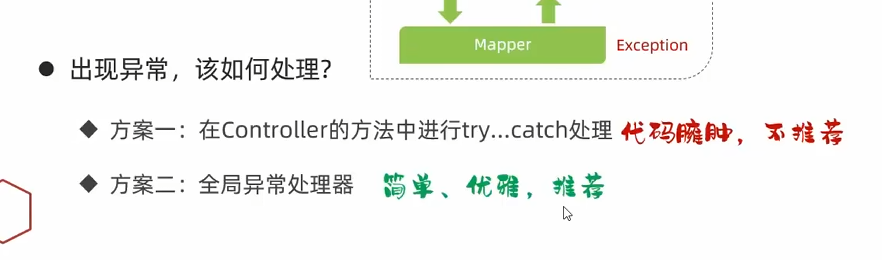 Mapper Exception
出现异常，该如何处理？
方案一：在Controller的方法中进行try...catch处理 代码臃肿，不推荐
方案二：全局异常处理器 简单、优雅，推荐